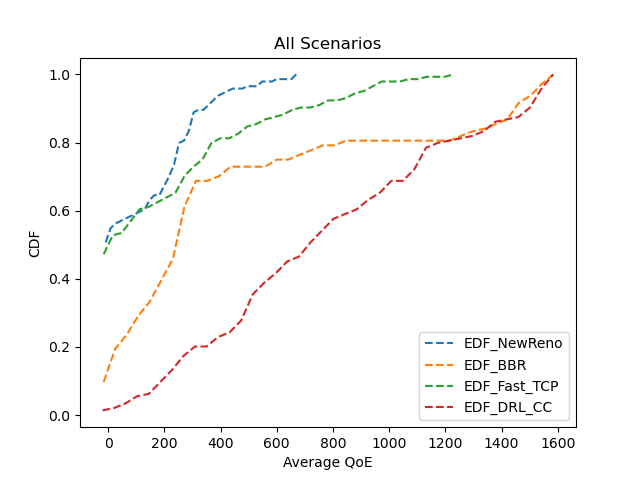 All Scenarios
1.0
0.8
0.6
0.4
0.2
0.0
CDF
0 200 400 600 800 1000 1200 1400 1600
Average QoE
EDF_NewReno
EDF_BBR
EDF_Fast_TCP
EDF_DRL_CC